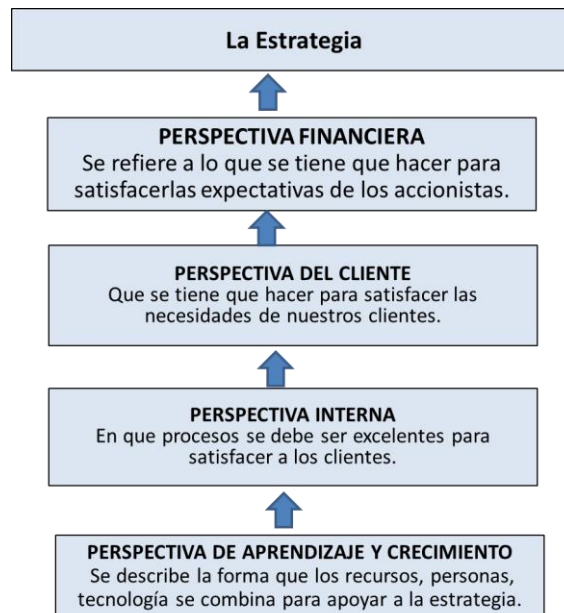 La Estrategia
PERSPECTIVA FINANCIERA
Se refiere a lo que se tiene que hacer para
satisfacerlas expectativas de los accionistas.
PERSPECTIVA DEL CLIENTE
Que se tiene que hacer para satisfacer las
necesidades de nuestros clientes.
PERSPECTIVA INTERNA
En que procesos se debe ser excelentes para
satisfacer a los clientes.
PERSPECTIVA DE APRENDIZAJE Y CRECIMIENTO
Se describe la forma que los recursos, personas,
tecnología se combina para apoyar a la estrategia.